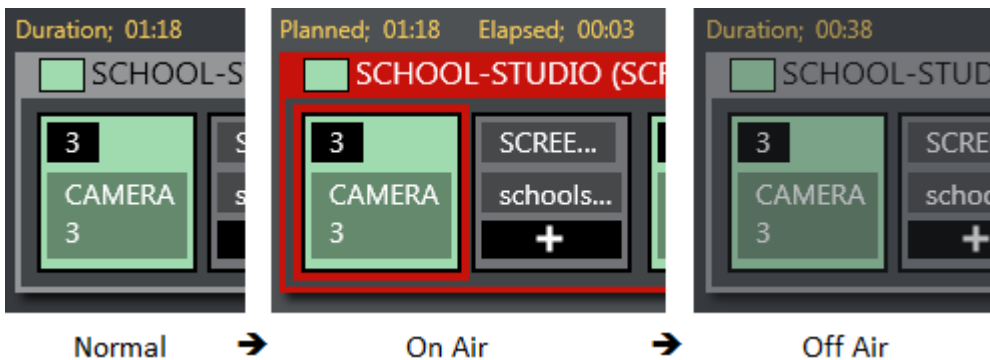 Duration; 01:18
SCHOOL-S
3
S
CAMERA
3
s
Planned; 01:18 Elapsed; 00:03
SCHOOL-STUDIO (SCR
3
SCREE...
CAMERA
3
schools...
+
Duration; 00:38
SCHOOL-STUD
3
SCRE
CAMERA
3
schoo
+
Normal ➔ On Air ➔ Off Air